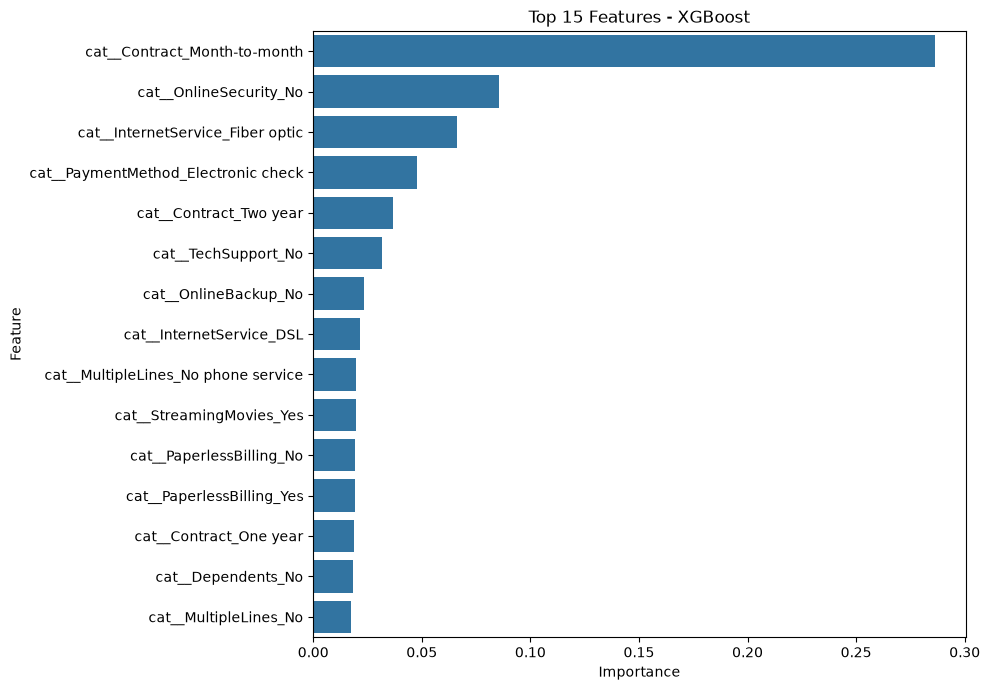 Top 15 Features - XGBoost
Feature
cat__Contract_Month-to-month
cat__OnlineSecurity_No
cat__InternetService_Fiber optic
cat__PaymentMethod_Electronic check
cat__Contract_Two year
cat__TechSupport_No
cat__OnlineBackup_No
cat__InternetService_DSL
cat__MultipleLines_No phone service
cat__StreamingMovies_Yes
cat__PaperlessBilling_No
cat__PaperlessBilling_Yes
cat__Contract_One year
cat__Dependents_No
cat__MultipleLines_No
0.00 0.05 0.10 0.15 0.20 0.25 0.30
Importance